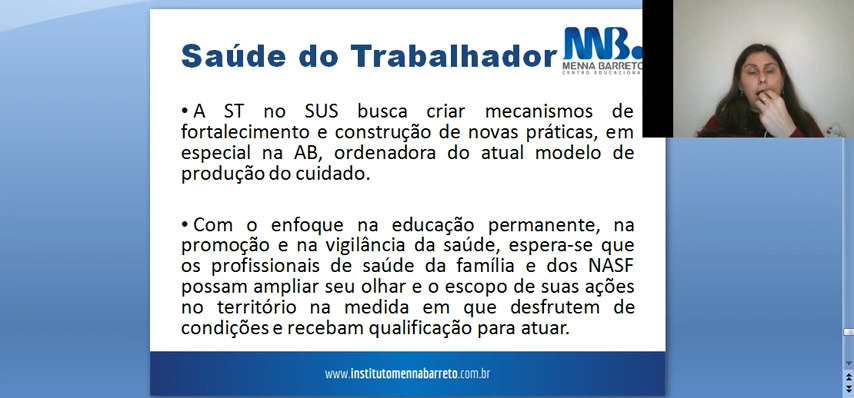 Saúde do Trabalhador
MB.
MENNA BARRETO
CENTRO EDUCACIONAL
• A ST no SUS busca criar mecanismos de
fortalecimento e construção de novas práticas, em
especial na AB, ordenadora do atual modelo de
produção do cuidado.
• Com o enfoque na educação permanente, na
promoção e na vigilância da saúde, espera-se que
os profissionais de saúde da família e dos NASF
possam ampliar seu olhar e o escopo de suas ações
no território na medida em que desfrutem de
condições e recebam qualificação para atuar.
www.institutomennabarreto.com.br